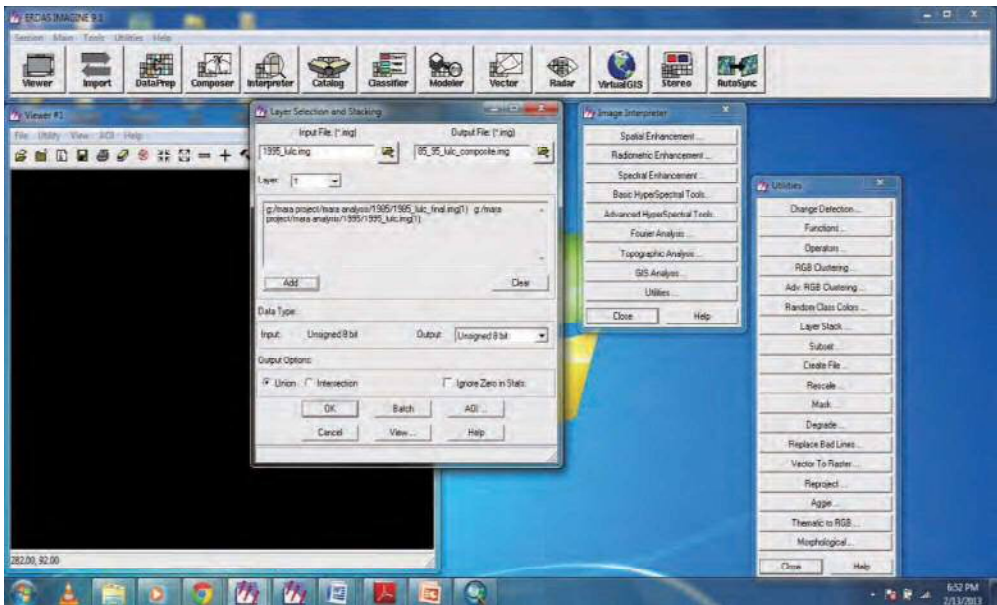 ERDAS IMAGINE 9.1
Session Main Tools Utilities Help
Viewer Import DataPrep Composer Interpreter Catalog Classifier Modeler Vector Radar VirtualGIS Stereo AutoSync
Viewer #1
File Utility View AOI Help
282.00, 92.00
Layer Selection and Stacking
Input File: (*.img) Output File: (*.img)
1995_lulc.img 85_95_lulc_composite.img
Layer: 1
g:/mara project/mara analysis/1985/1985_lulc_final.img(1) g:/mara
project/mara analysis/1995/1995_lulc.img(1)
Add Clear
Data Type:
Input: Unsigned 8 bit Output: Unsigned 8 bit
Output Options:
Union Intersection Ignore Zero in Stats.
OK Batch AOI ...
Cancel View ... Help
Image Interpreter
Spatial Enhancement ...
Radiometric Enhancement ...
Spectral Enhancement ...
Basic HyperSpectral Tools...
Advanced HyperSpectral Tools...
Fourier Analysis ...
Topographic Analysis ...
GIS Analysis ...
Utilities ...
Close Help
Utilities
Change Detection ...
Functions ...
Operators ...
RGB Clustering ...
Adv. RGB Clustering ...
Random Class Colors ...
Layer Stack ...
Subset ...
Create File ...
Rescale ...
Mask ...
Degrade ...
Replace Bad Lines ...
Vector To Raster ...
Reproject ...
Aggie ...
Thematic to RGB ...
Morphological ...
Close Help
6:52 PM
2/13/2013